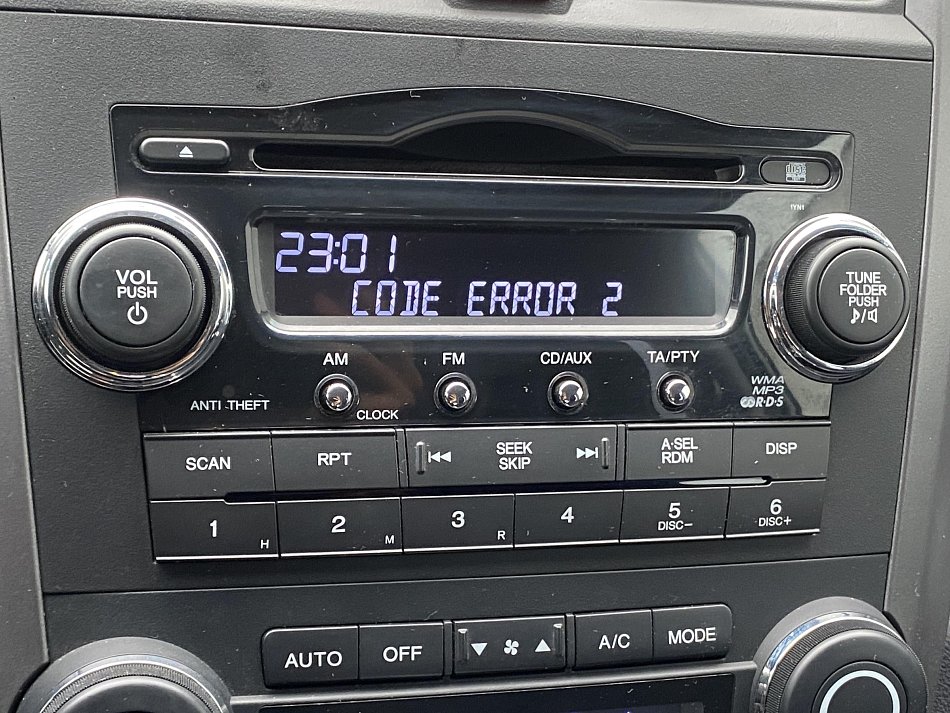 1YN1
23:01
CODE ERROR 2
VOL
PUSH
TUNE
FOLDER
PUSH
AM
FM
CD/AUX
TA/PTY
ANTI THEFT
CLOCK
WMA
MP3
R·D·S
SCAN
RPT
SEEK
SKIP
A·SEL
RDM
DISP
1 H
2 M
3 R
4
5
DISC−
6
DISC+
AUTO
OFF
A/C
MODE